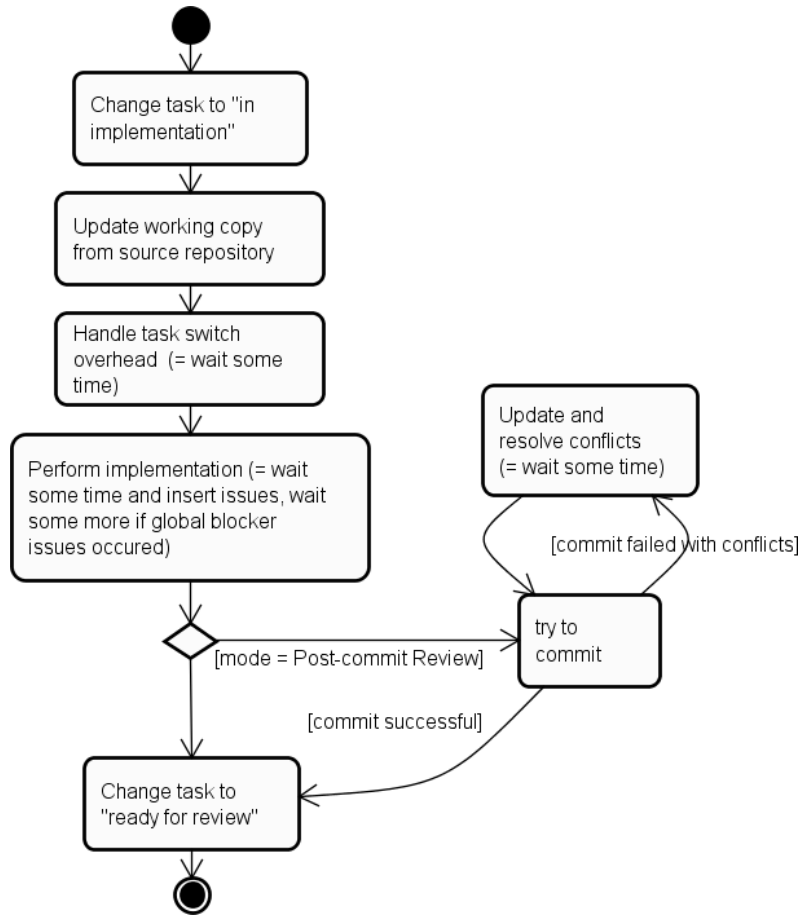 Change task to "in
implementation"
Update working copy
from source repository
Handle task switch
overhead  (= wait some
time)
Perform implementation (= wait
some time and insert issues, wait
some more if global blocker
issues occured)
Update and
resolve conflicts
(= wait some time)
[commit failed with conflicts]
try to
commit
[mode = Post-commit Review]
[commit successful]
Change task to
"ready for review"